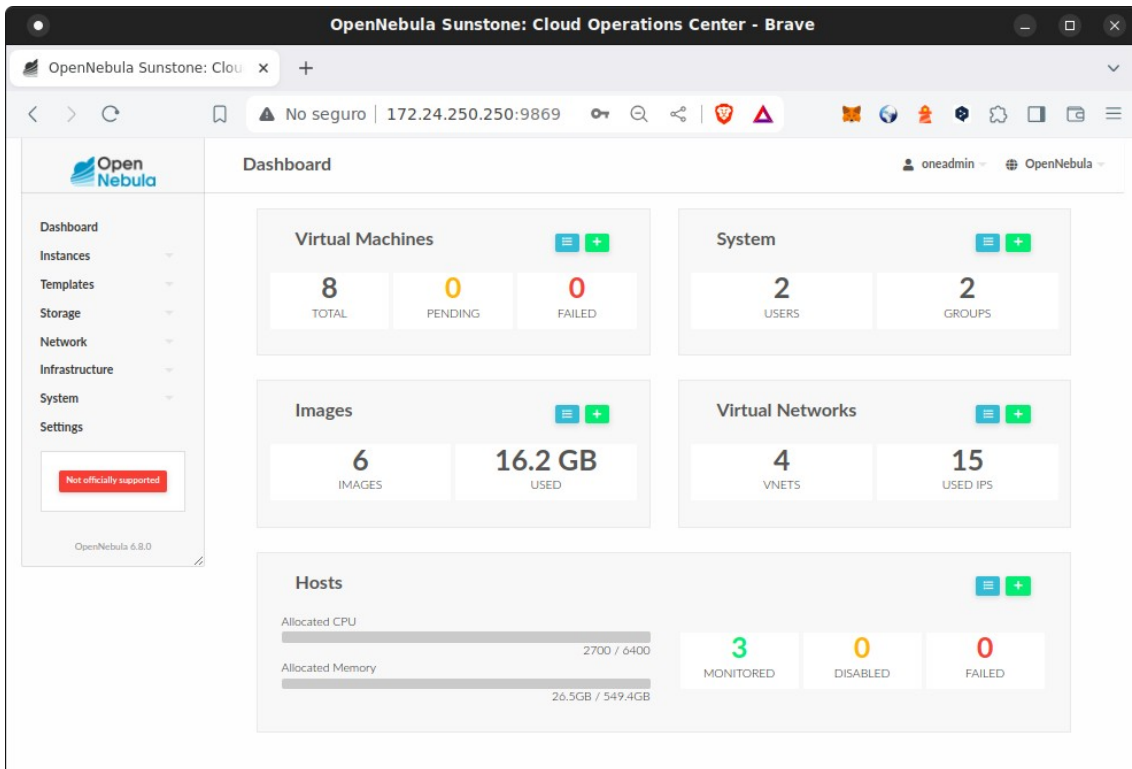 OpenNebula Sunstone: Cloud Operations Center - Brave
OpenNebula Sunstone: Clou
No seguro 172.24.250.250:9869
Open Nebula
Dashboard
oneadmin
OpenNebula
Dashboard
Instances
Templates
Storage
Network
Infrastructure
System
Settings
Not officially supported
OpenNebula 6.8.0
Virtual Machines
8
TOTAL
0
PENDING
0
FAILED
System
2
USERS
2
GROUPS
Images
6
IMAGES
16.2 GB
USED
Virtual Networks
4
VNETS
15
USED IPS
Hosts
Allocated CPU
2700 / 6400
Allocated Memory
26.5GB / 549.4GB
3
MONITORED
0
DISABLED
0
FAILED